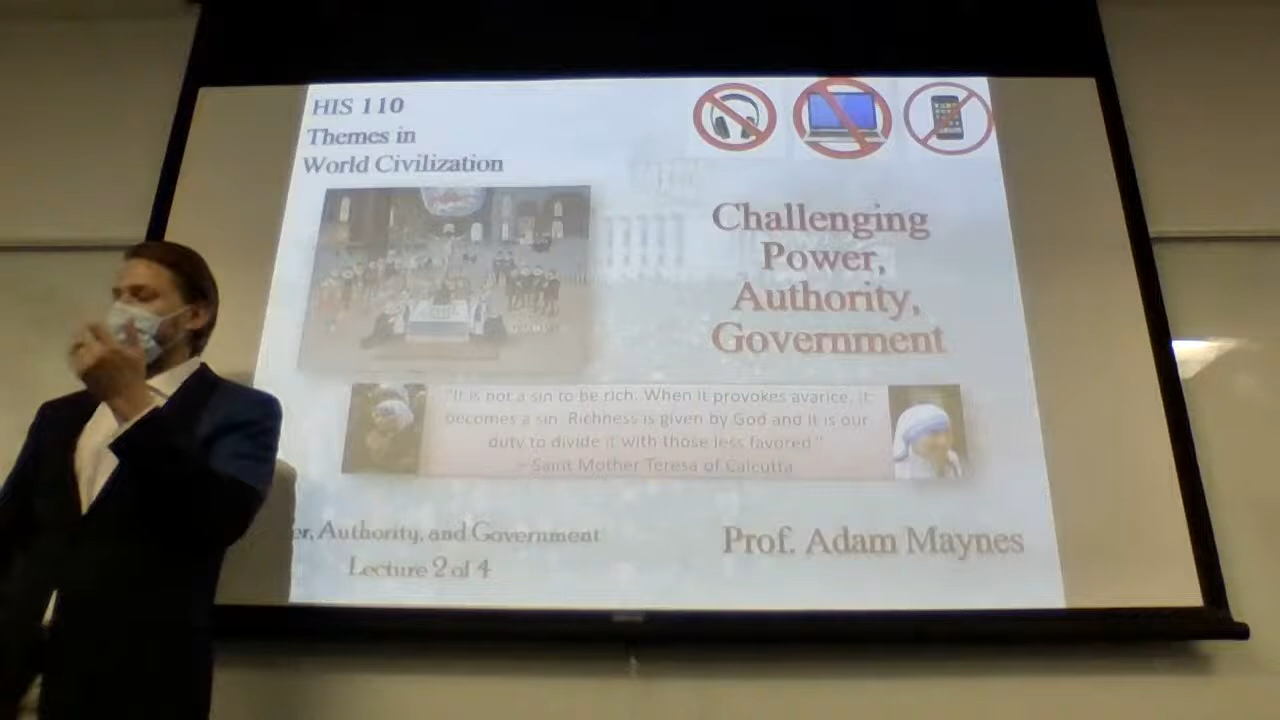 HIS 110
Themes in
World Civilization
Challenging
Power,
Authority,
Government
"It is not a sin to be rich. When it provokes avarice, it
becomes a sin. Richness is given by God and it is our
duty to divide it with those less favored."
– Saint Mother Teresa of Calcutta
er, Authority, and Government
Lecture 2 of 4
Prof. Adam Maynes